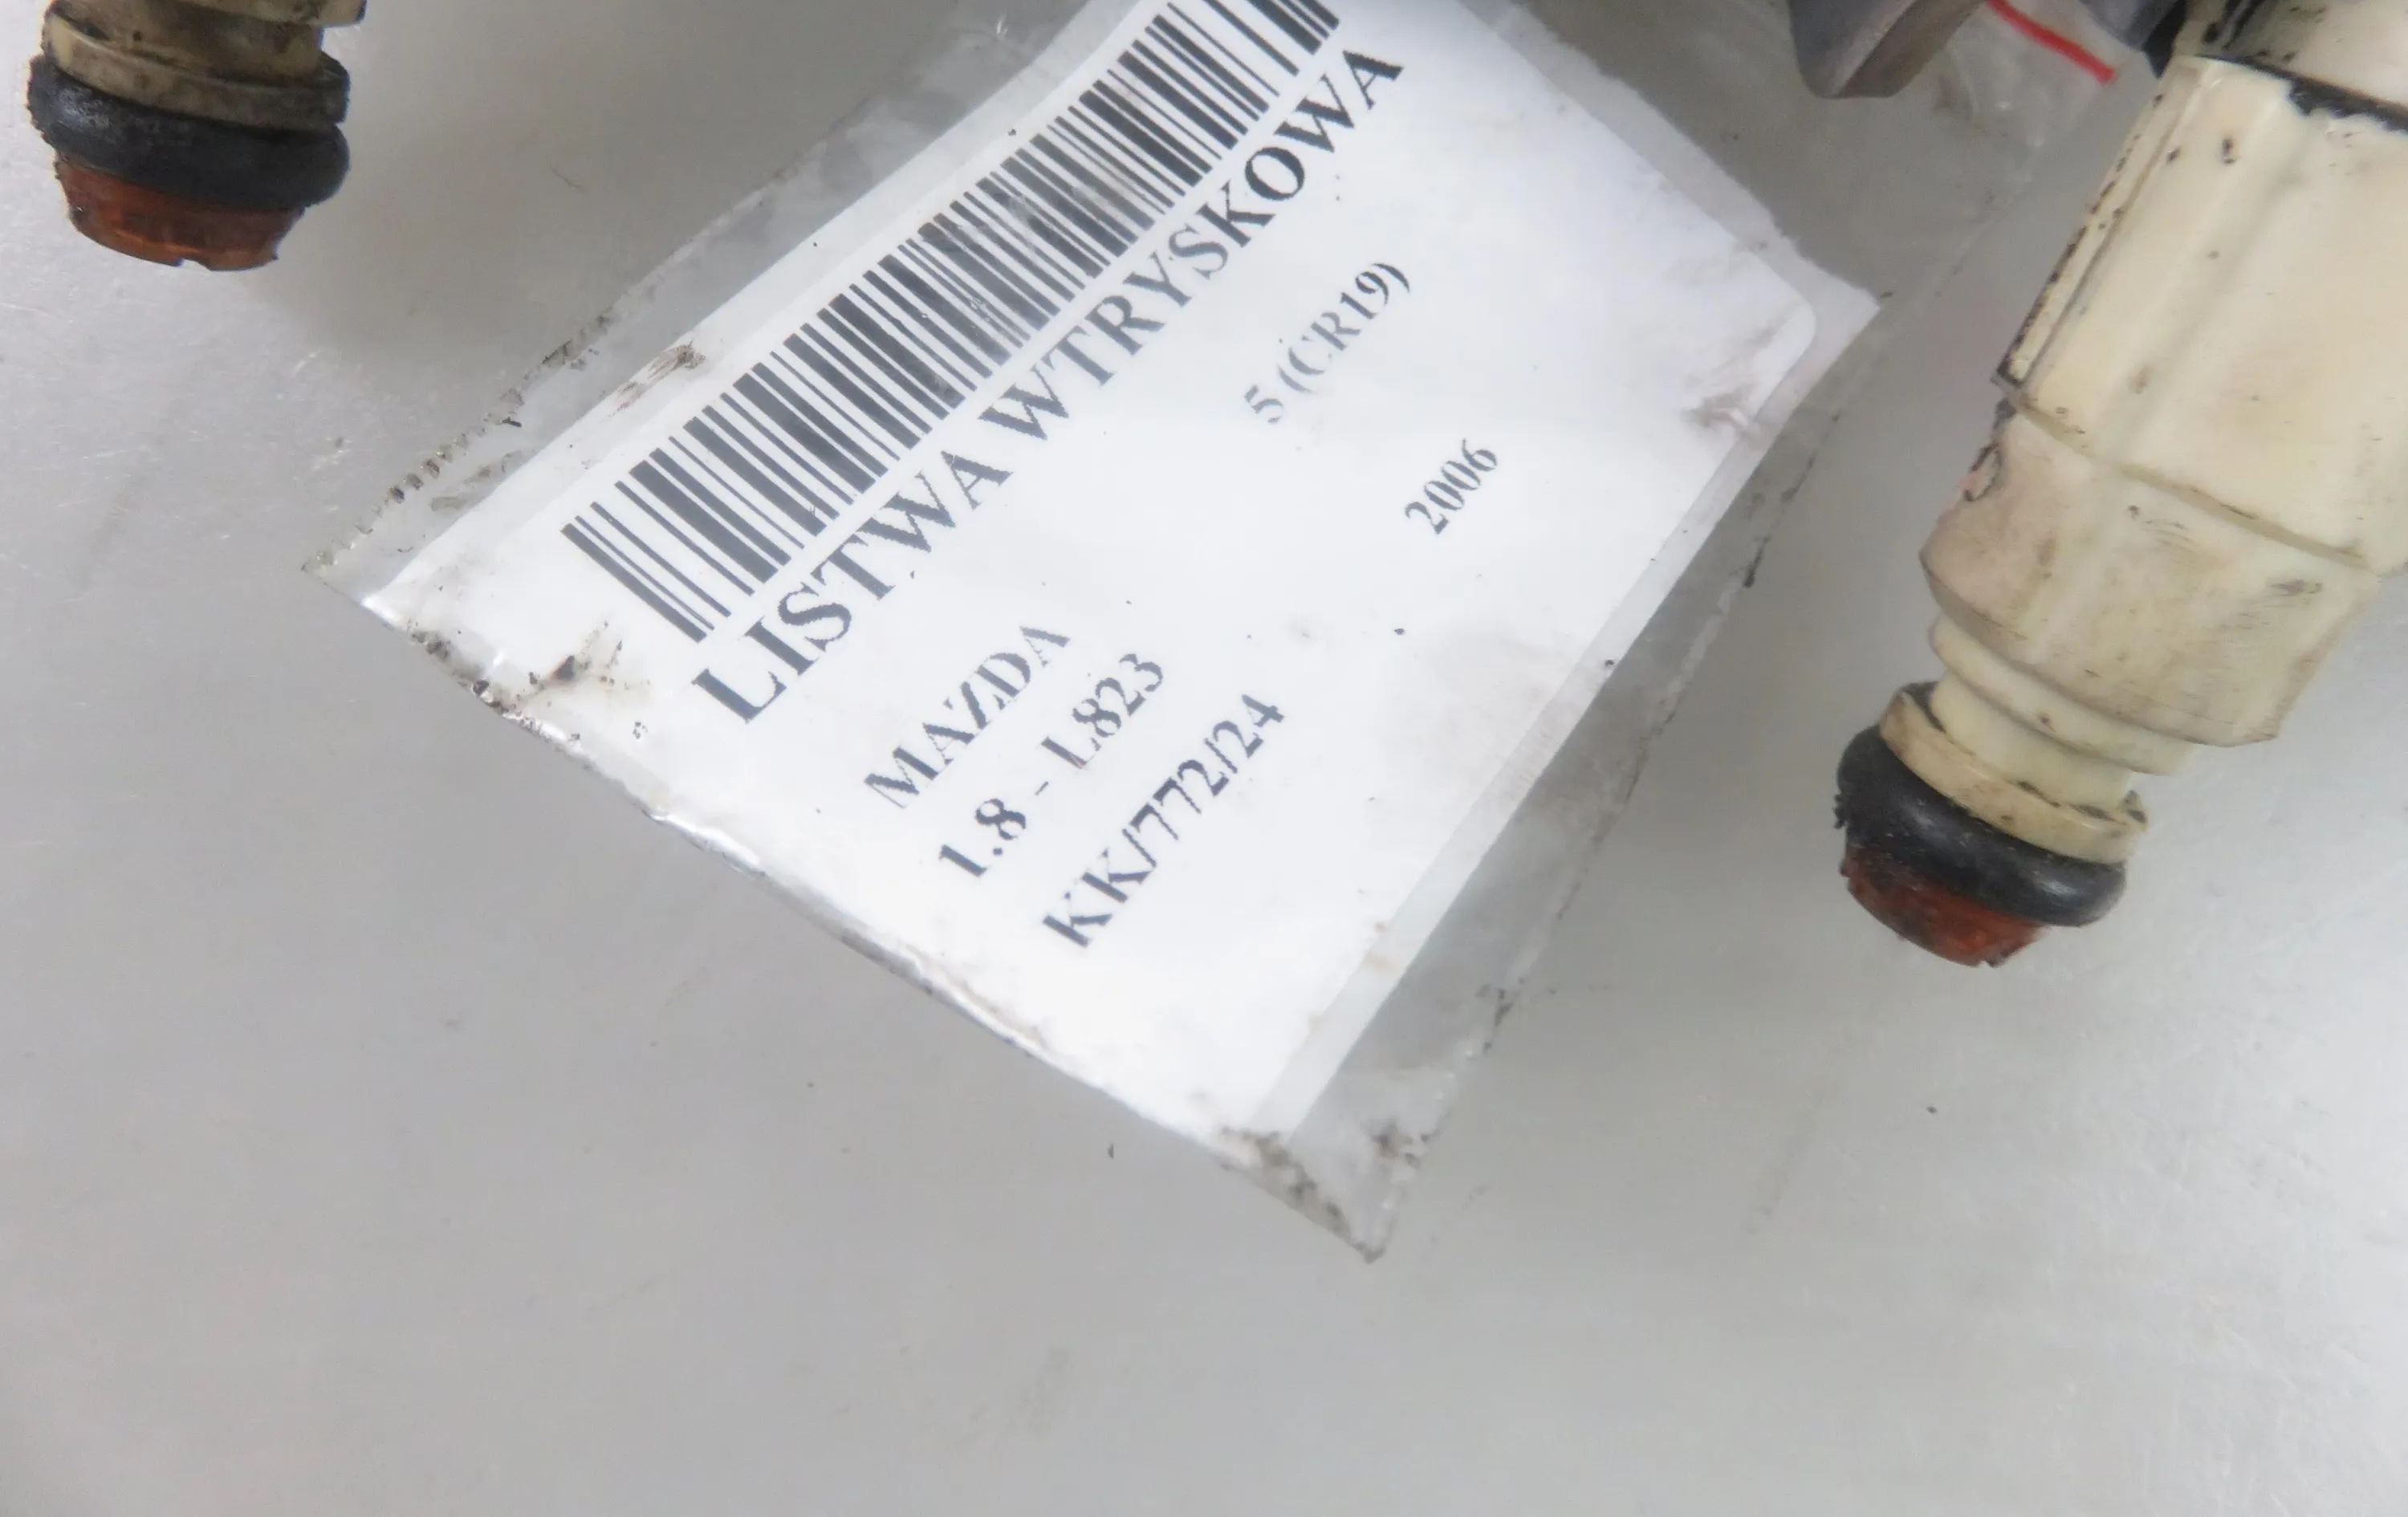 LISTWA WTRYSKOWA
MAZDA 5 (CR19)
1.8 - L823 2006
KK/772/24